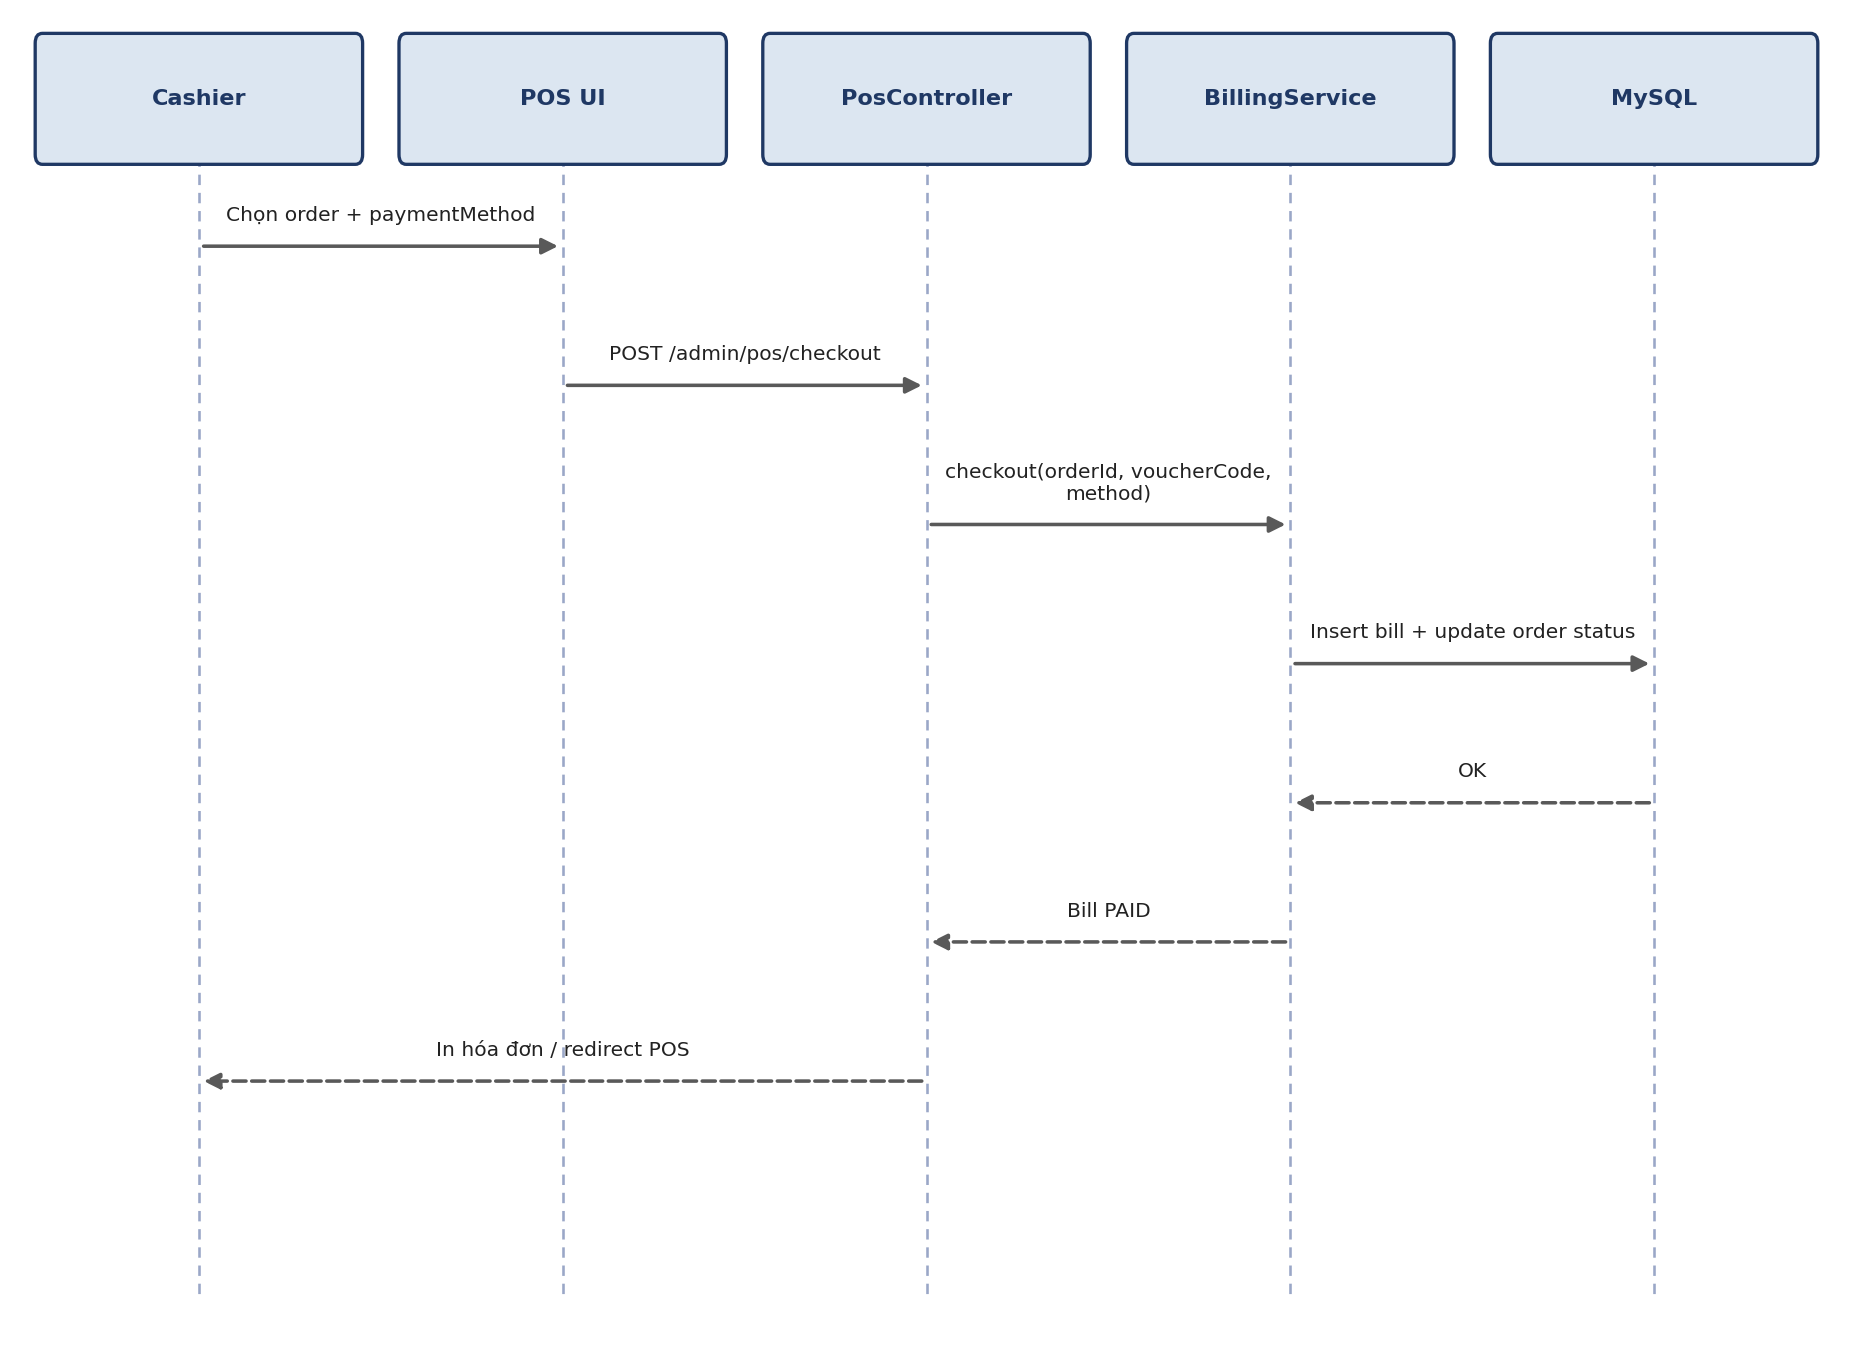 Cashier
POS UI
PosController
BillingService
MySQL
Chọn order + paymentMethod
POST /admin/pos/checkout
checkout(orderId, voucherCode,
method)
Insert bill + update order status
OK
Bill PAID
In hóa đơn / redirect POS